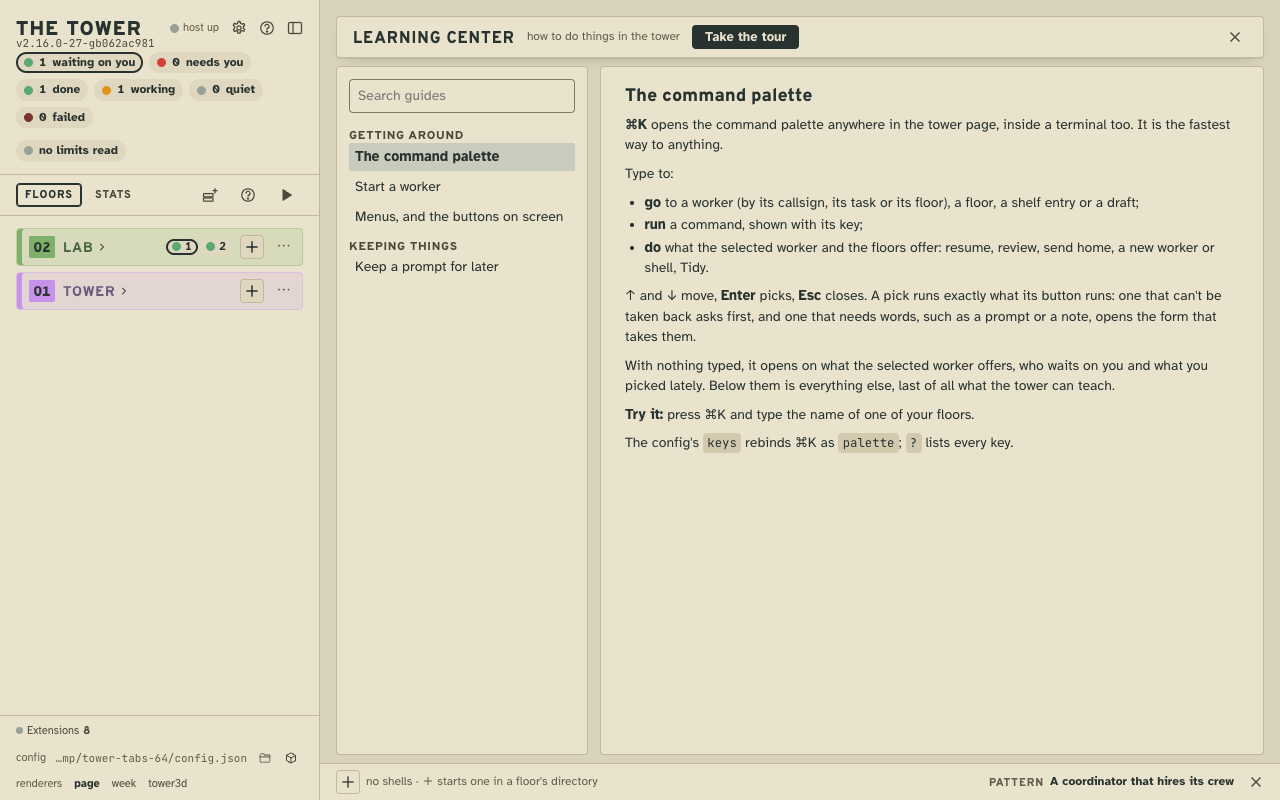 THE TOWER
host up
v2.16.0-27-gb062ac981
1 waiting on you
0 needs you
1 done
1 working
0 quiet
0 failed
no limits read
FLOORS
STATS
02 LAB >
1
2
+
...
01 TOWER >
+
...
Extensions 8
config …mp/tower-tabs-64/config.json
renderers page week tower3d
LEARNING CENTER
how to do things in the tower
Take the tour
Search guides
GETTING AROUND
The command palette
Start a worker
Menus, and the buttons on screen
KEEPING THINGS
Keep a prompt for later
The command palette
⌘K opens the command palette anywhere in the tower page, inside a terminal too. It is the fastest
way to anything.
Type to:
• go to a worker (by its callsign, its task or its floor), a floor, a shelf entry or a draft;
• run a command, shown with its key;
• do what the selected worker and the floors offer: resume, review, send home, a new worker or
shell, Tidy.
↑ and ↓ move, Enter picks, Esc closes. A pick runs exactly what its button runs: one that can't be
taken back asks first, and one that needs words, such as a prompt or a note, opens the form that
takes them.
With nothing typed, it opens on what the selected worker offers, who waits on you and what you
picked lately. Below them is everything else, last of all what the tower can teach.
Try it: press ⌘K and type the name of one of your floors.
The config's keys rebinds ⌘K as palette; ? lists every key.
+ no shells · + starts one in a floor's directory
PATTERN A coordinator that hires its crew